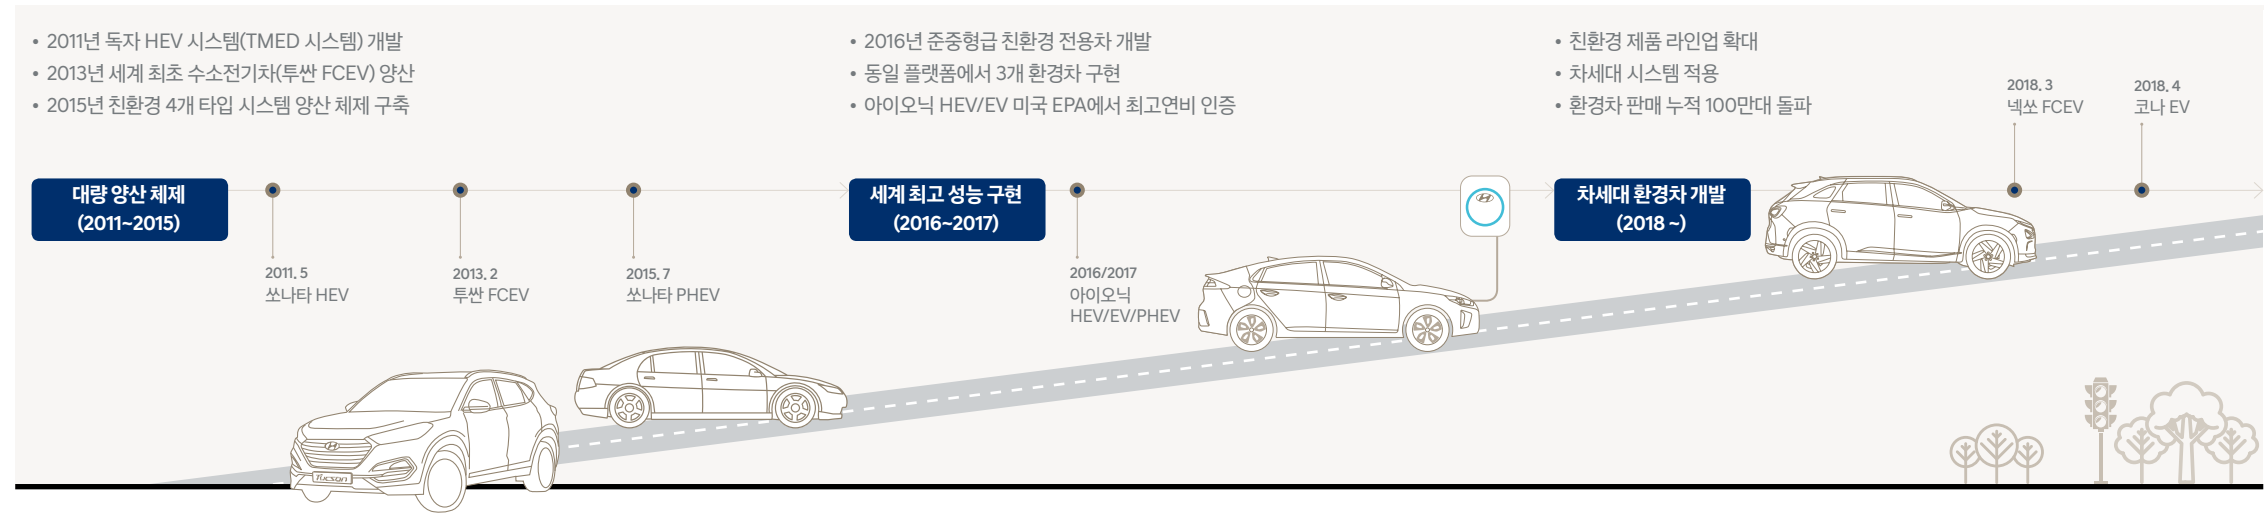 • 2011년 독자 HEV 시스템(TMED 시스템) 개발
• 2013년 세계 최초 수소전기차(투싼 FCEV) 양산
• 2015년 친환경 4개 타입 시스템 양산 체제 구축
• 2016년 준중형급 친환경 전용차 개발
• 동일 플랫폼에서 3개 환경차 구현
• 아이오닉 HEV/EV 미국 EPA에서 최고연비 인증
• 친환경 제품 라인업 확대
• 차세대 시스템 적용
• 환경차 판매 누적 100만대 돌파
2018. 3
넥쏘 FCEV
2018. 4
코나 EV
대량 양산 체제
(2011~2015)
세계 최고 성능 구현
(2016~2017)
차세대 환경차 개발
(2018 ~)
2011. 5
쏘나타 HEV
2013. 2
투싼 FCEV
2015. 7
쏘나타 PHEV
2016/2017
아이오닉
HEV/EV/PHEV
Tucson